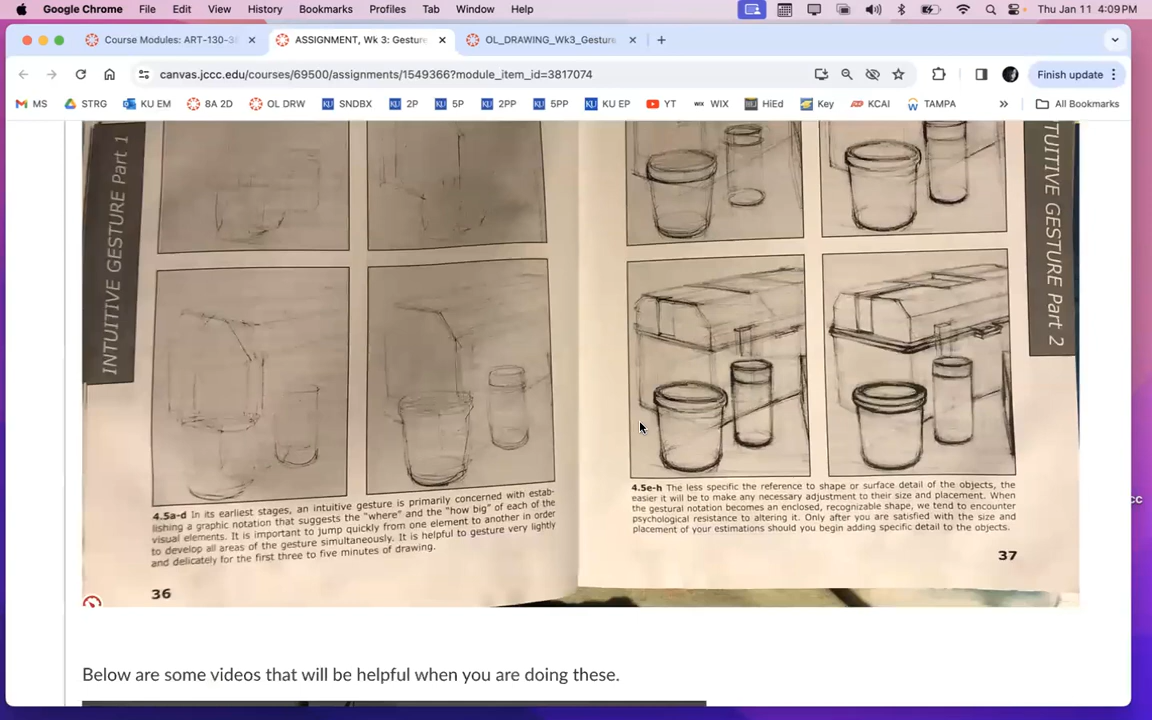 Google Chrome File Edit View History Bookmarks Profiles Tab Window Help Thu Jan 11 4:09PM
Course Modules: ART-130-3 ASSIGNMENT, Wk 3: Gestur OL_DRAWING_Wk3_Gesture
canvas.jccc.edu/courses/69500/assignments/1549366?module_item_id=3817074 Finish update
MS STRG KU EM 8A 2D OL DRW SNDBX 2P 5P 2PP 5PP KU EP YT WIX HiEd Key KCAI TAMPA » All Bookmarks
INTUITIVE GESTURE Part 1
4.5a-d In its earliest stages, an intuitive gesture is primarily concerned with estab-
lishing a graphic notation that suggests the "where" and the "how big" of each of the
visual elements. It is important to jump quickly from one element to another in order
to develop all areas of the gesture simultaneously. It is helpful to gesture very lightly
and delicately for the first three to five minutes of drawing.
36
TUITIVE GESTURE Part 2
4.5e-h The less specific the reference to shape or surface detail of the objects, the
easier it will be to make any necessary adjustment to their size and placement. When
the gestural notation becomes an enclosed, recognizable shape, we tend to encounter
psychological resistance to altering it. Only after you are satisfied with the size and
placement of your estimations should you begin adding specific detail to the objects.
37
cc
Below are some videos that will be helpful when you are doing these.